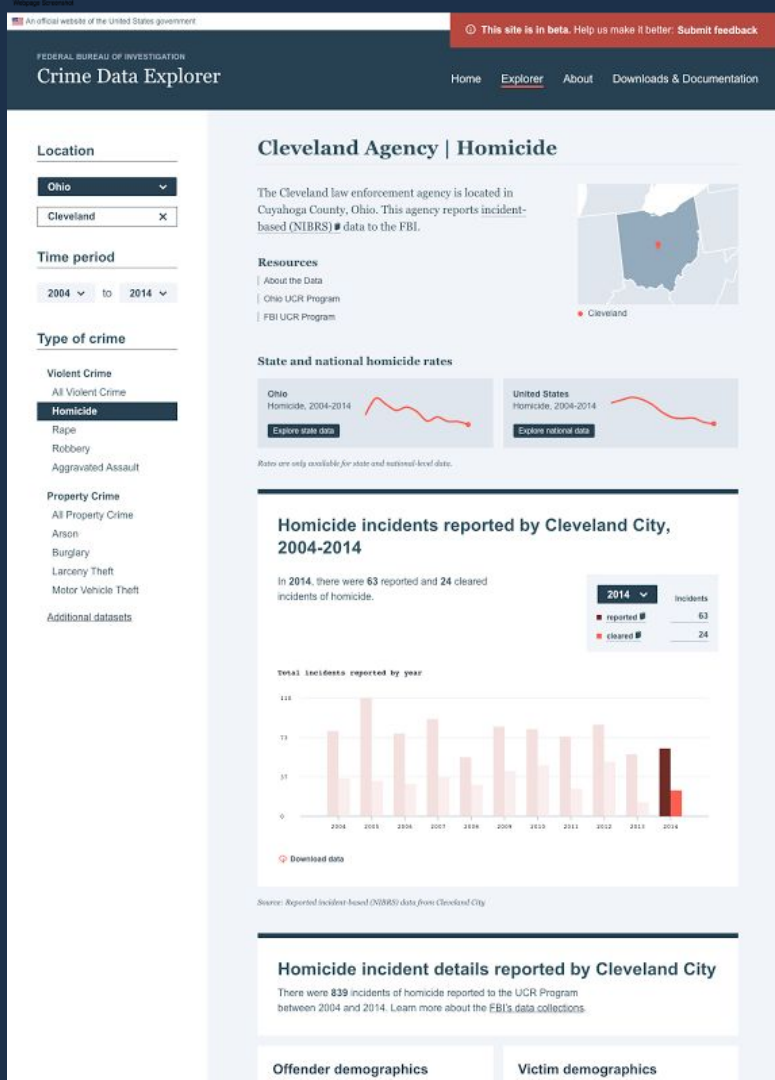 Webpage Screenshot
An official website of the United States government
This site is in beta. Help us make it better: Submit feedback
FEDERAL BUREAU OF INVESTIGATION
Crime Data Explorer
Home Explorer About Downloads & Documentation
Location
Ohio
Cleveland X
Time period
2004 to 2014
Type of crime
Violent Crime
All Violent Crime
Homicide
Rape
Robbery
Aggravated Assault
Property Crime
All Property Crime
Arson
Burglary
Larceny Theft
Motor Vehicle Theft
Additional datasets
Cleveland Agency | Homicide
The Cleveland law enforcement agency is located in
Cuyahoga County, Ohio. This agency reports incident-
based (NIBRS) data to the FBI.
Resources
About the Data
Ohio UCR Program
FBI UCR Program
Cleveland
State and national homicide rates
Ohio
Homicide, 2004-2014
Explore state data
United States
Homicide, 2004-2014
Explore national data
Rates are only available for state and national-level data.
Homicide incidents reported by Cleveland City,
2004-2014
In 2014, there were 63 reported and 24 cleared
incidents of homicide.
2014 Incidents
reported 63
cleared 24
Total incidents reported by year
110
73
37
0
2004 2005 2006 2007 2008 2009 2010 2011 2012 2013 2014
Download data
Source: Reported incident-based (NIBRS) data from Cleveland City
Homicide incident details reported by Cleveland City
There were 839 incidents of homicide reported to the UCR Program
between 2004 and 2014. Learn more about the FBI's data collections.
Offender demographics
Victim demographics